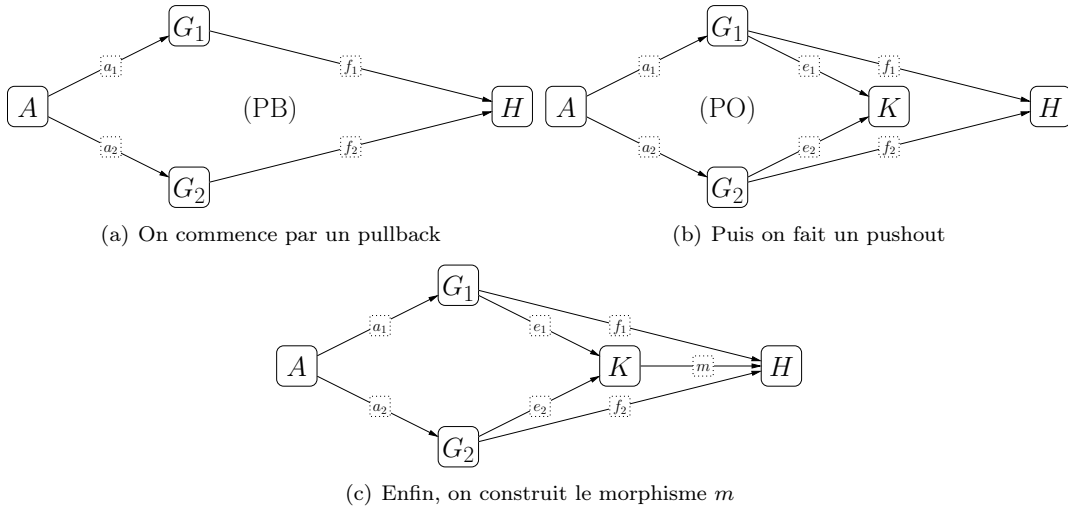 G₁ G₁
a₁ f₁ a₁ e₁ f₁
A (PB) H A (PO) K H
a₂ f₂ a₂ e₂ f₂
G₂ G₂
(a) On commence par un pullback
(b) Puis on fait un pushout
G₁
a₁ e₁ f₁
A K m H
a₂ e₂ f₂
G₂
(c) Enfin, on construit le morphisme m